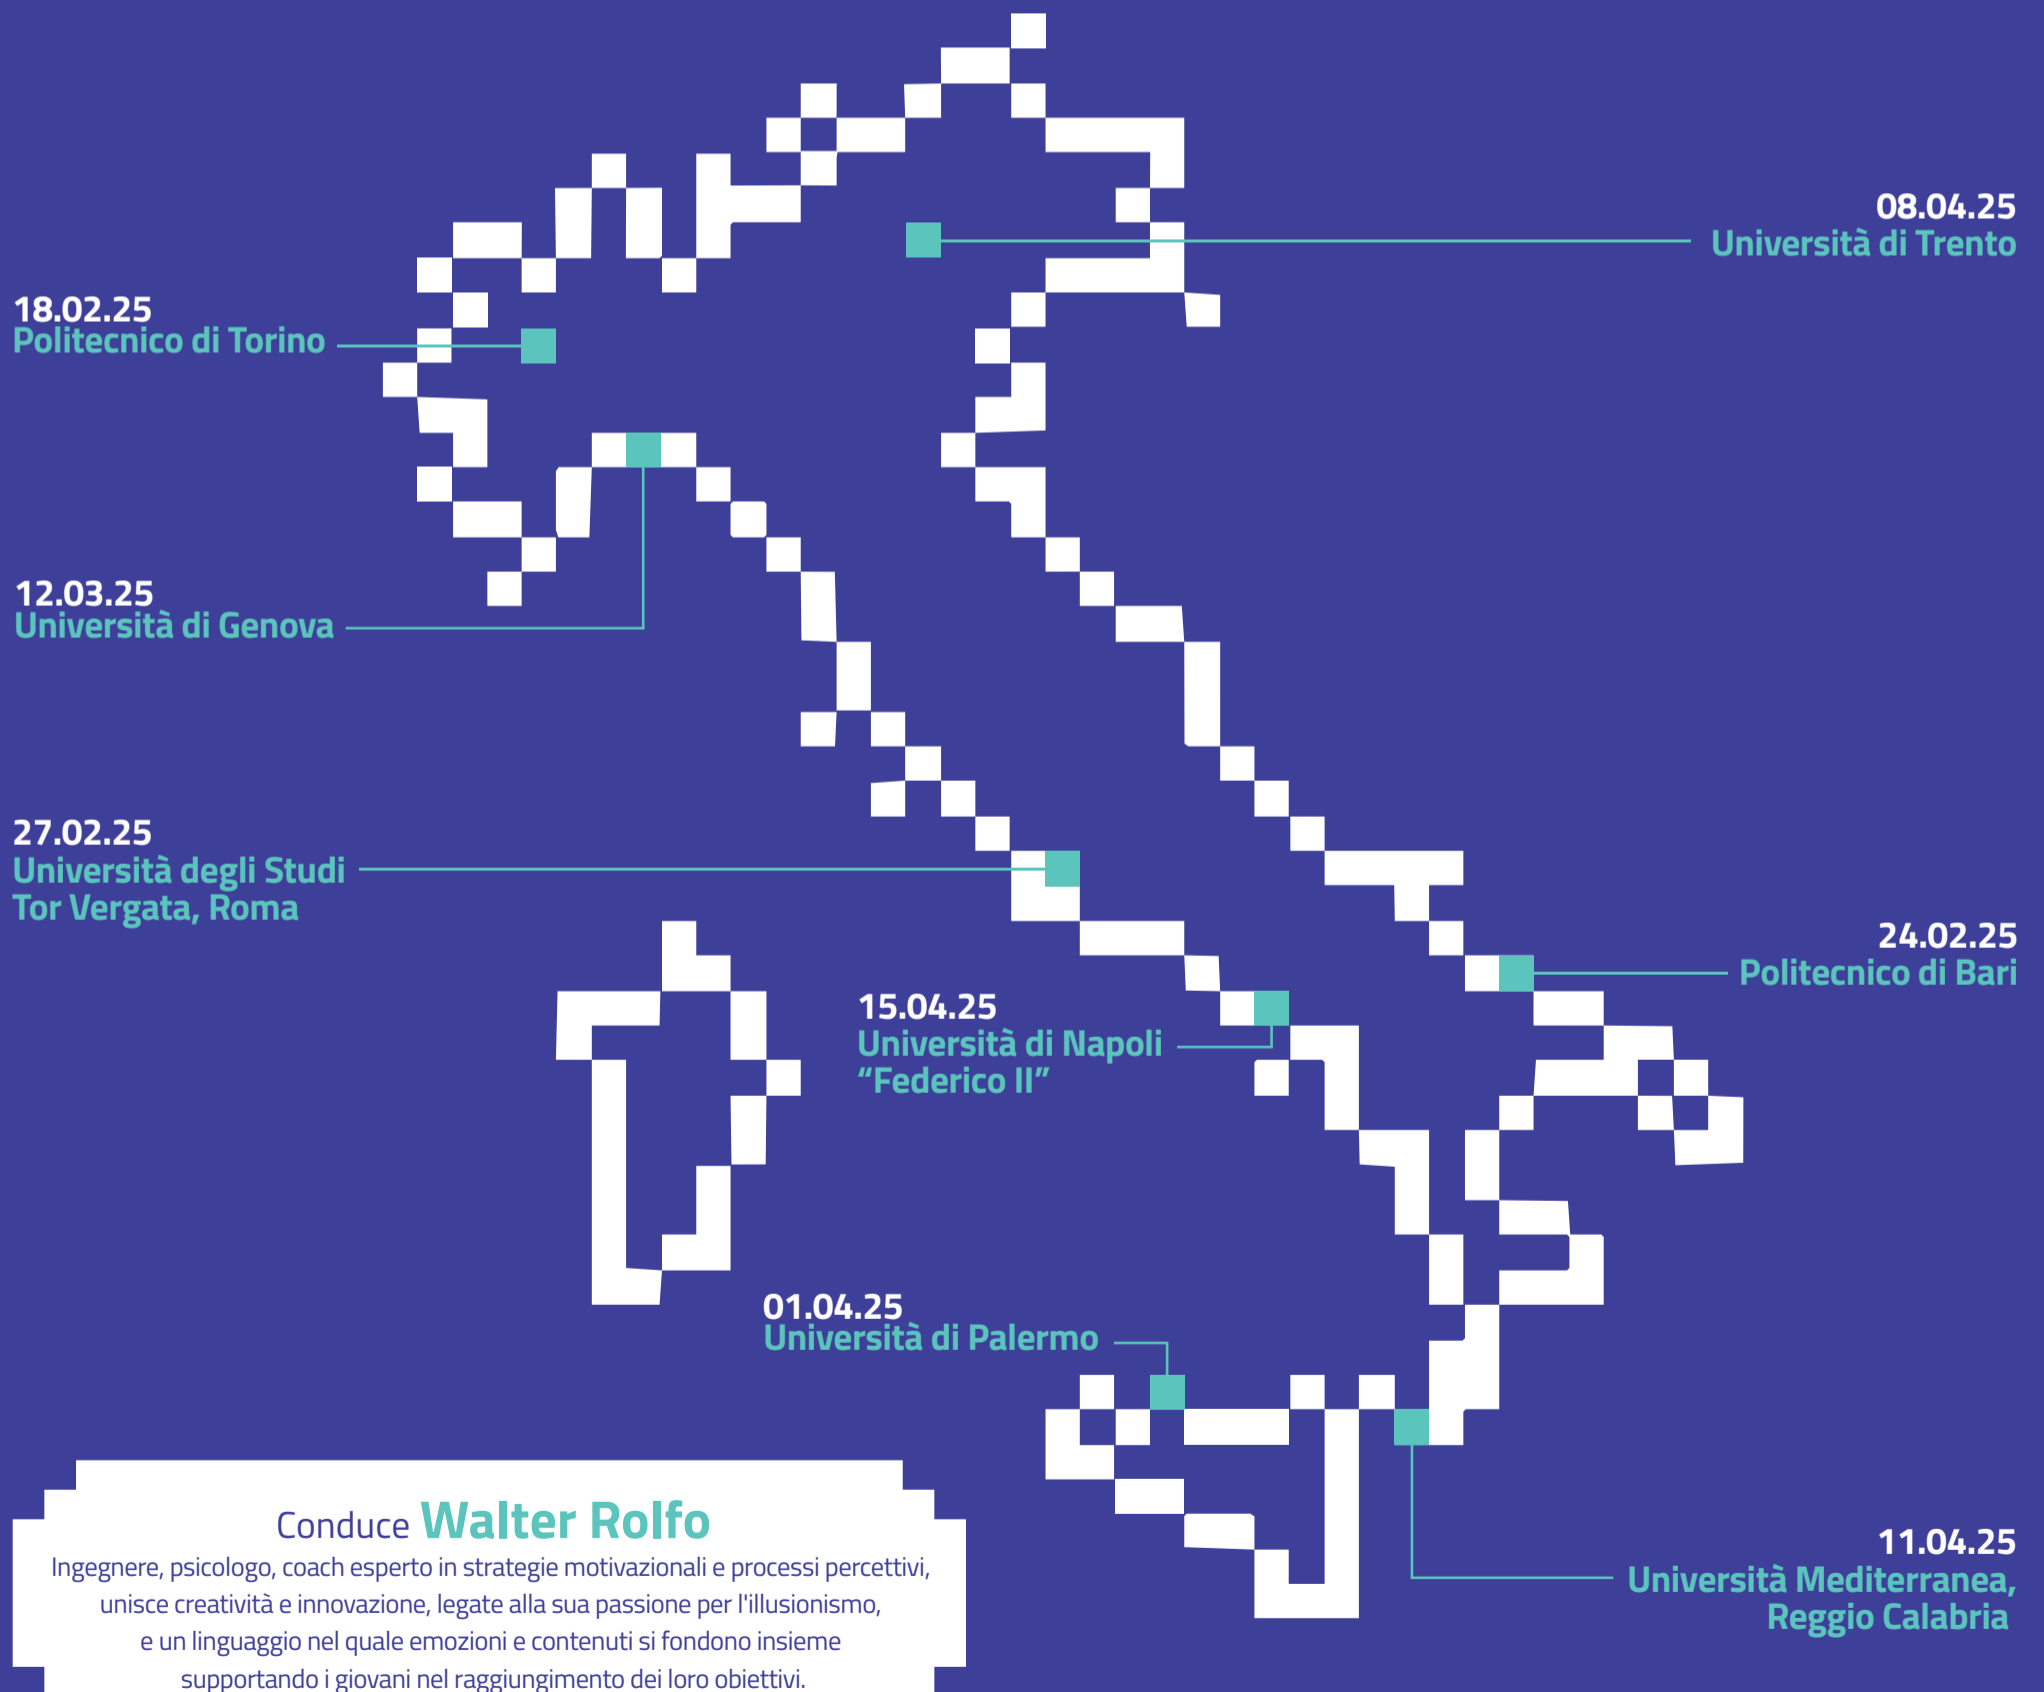 08.04.25
Università di Trento
18.02.25
Politecnico di Torino
12.03.25
Università di Genova
27.02.25
Università degli Studi
Tor Vergata, Roma
24.02.25
Politecnico di Bari
15.04.25
Università di Napoli
“Federico II”
01.04.25
Università di Palermo
11.04.25
Università Mediterranea,
Reggio Calabria
Conduce Walter Rolfo
Ingegnere, psicologo, coach esperto in strategie motivazionali e processi percettivi,
unisce creatività e innovazione, legate alla sua passione per l'illusionismo,
e un linguaggio nel quale emozioni e contenuti si fondono insieme
supportando i giovani nel raggiungimento dei loro obiettivi.